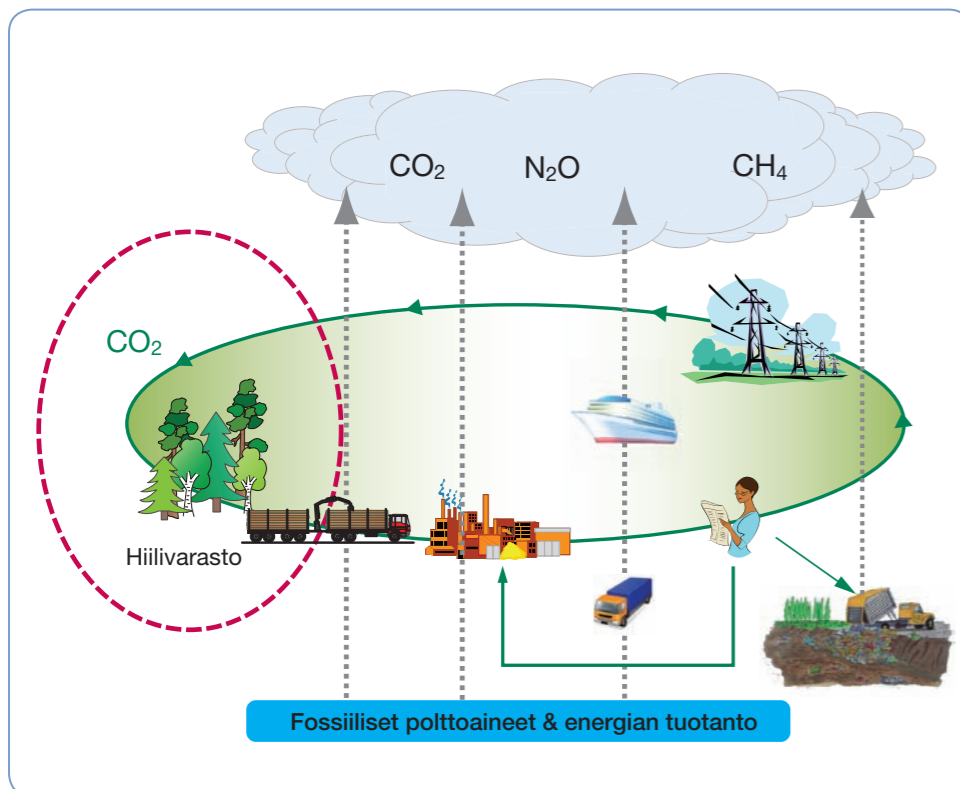 CO₂ N₂O CH₄
CO₂
Hiilivarasto
Fossiiliset polttoaineet & energian tuotanto